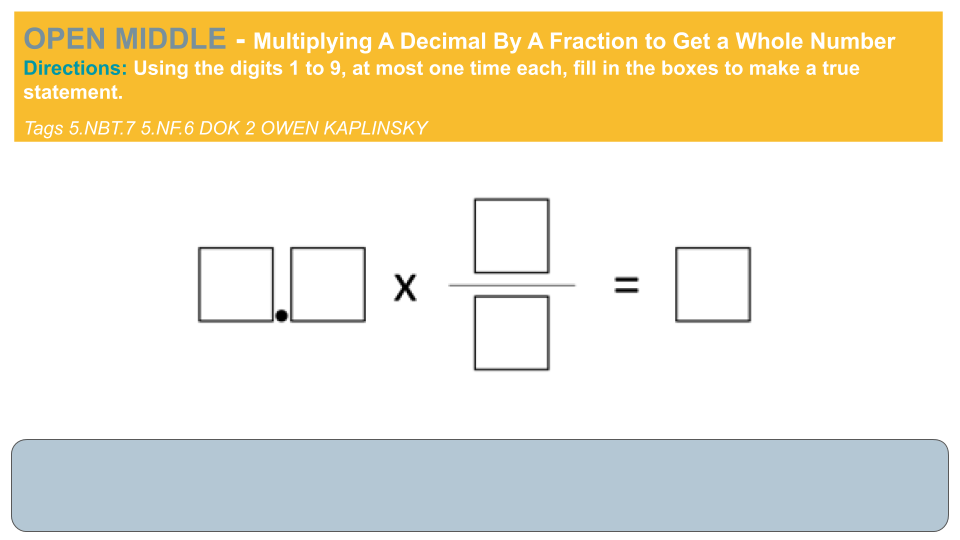 OPEN MIDDLE - Multiplying A Decimal By A Fraction to Get a Whole Number
Directions: Using the digits 1 to 9, at most one time each, fill in the boxes to make a true
statement.
Tags 5.NBT.7 5.NF.6 DOK 2 OWEN KAPLINSKY
. x =